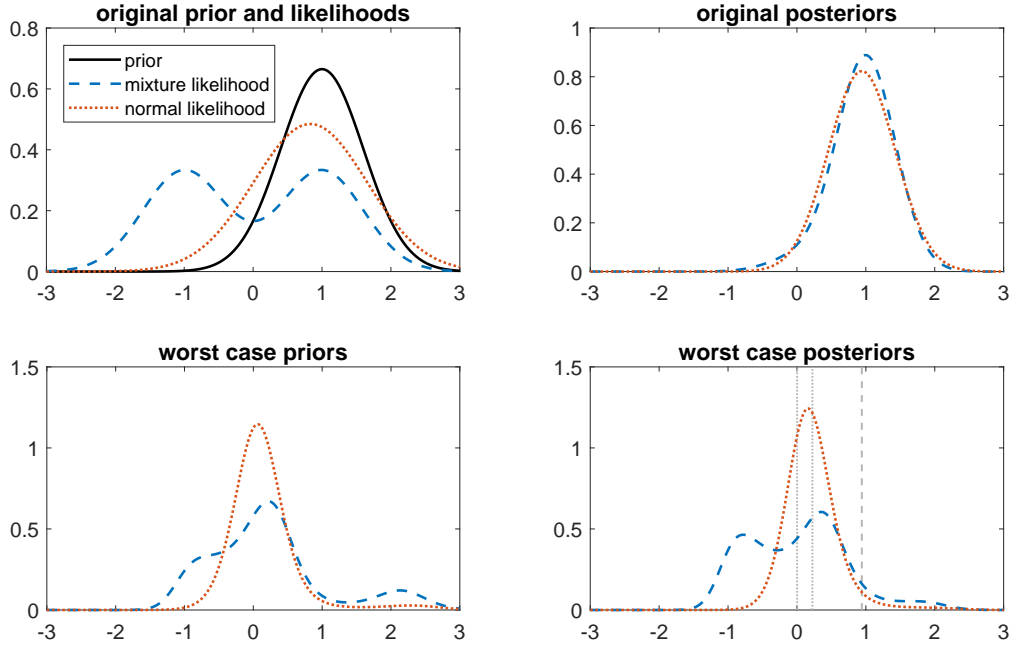 original prior and likelihoods
0.8
0.6
0.4
0.2
0
prior
mixture likelihood
normal likelihood
-3 -2 -1 0 1 2 3
original posteriors
1
0.8
0.6
0.4
0.2
0
-3 -2 -1 0 1 2 3
worst case priors
1.5
1
0.5
0
-3 -2 -1 0 1 2 3
worst case posteriors
1.5
1
0.5
0
-3 -2 -1 0 1 2 3